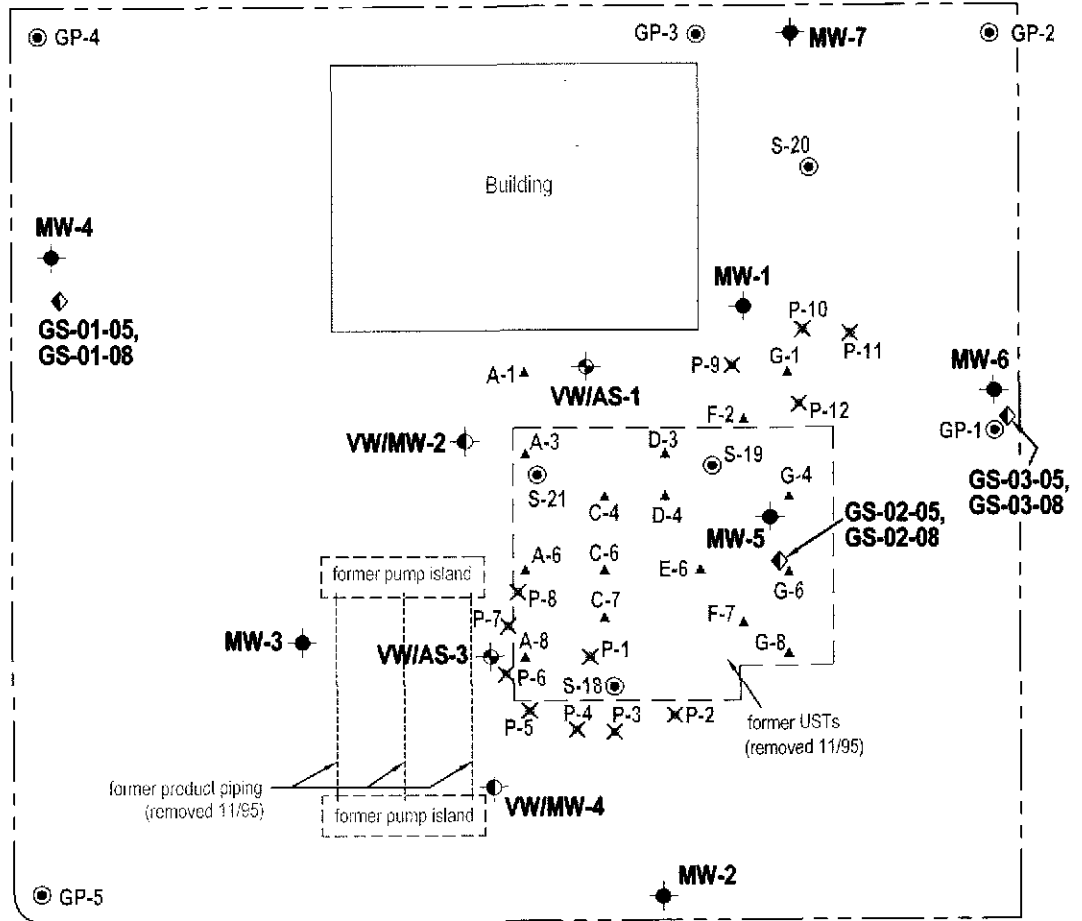 GP-4
GP-3
MW-7
GP-2
S-20
Building
MW-4
GS-01-05,
GS-01-08
MW-1
P-10
P-11
P-9
G-1
A-1
VW/AS-1
MW-6
P-12
F-2
GP-1
VW/MW-2
A-3
D-3
S-19
G-4
S-21
C-4
D-4
GS-03-05,
GS-03-08
MW-5
GS-02-05,
GS-02-08
A-6
C-6
E-6
G-6
former pump island
P-8
C-7
P-7
F-7
MW-3
VW/AS-3
A-8
P-1
G-8
P-6
S-18
P-5
P-4
P-3
P-2
former USTs
(removed 11/95)
former product piping
(removed 11/95)
former pump island
VW/MW-4
GP-5
MW-2